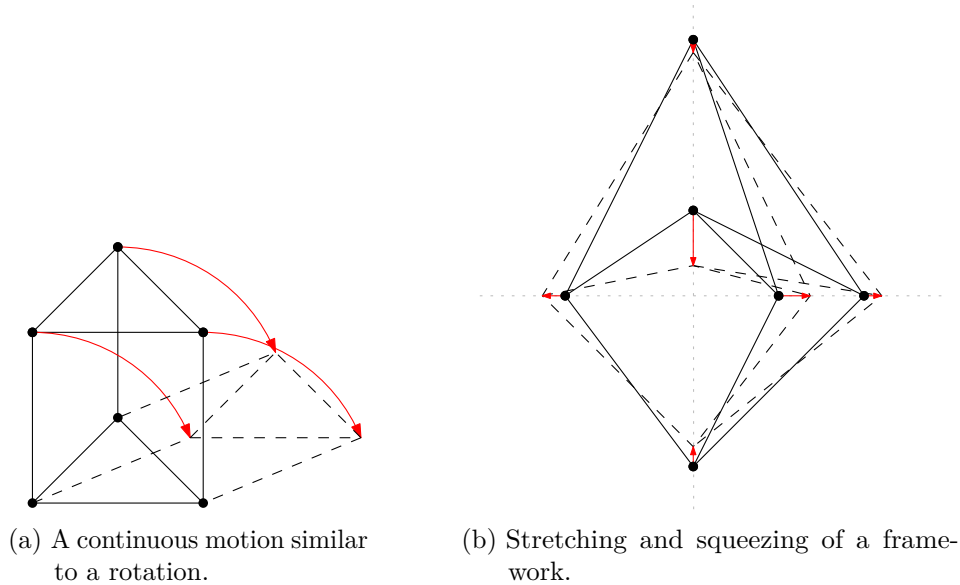 (a) A continuous motion similar
to a rotation.
(b) Stretching and squeezing of a frame-
work.